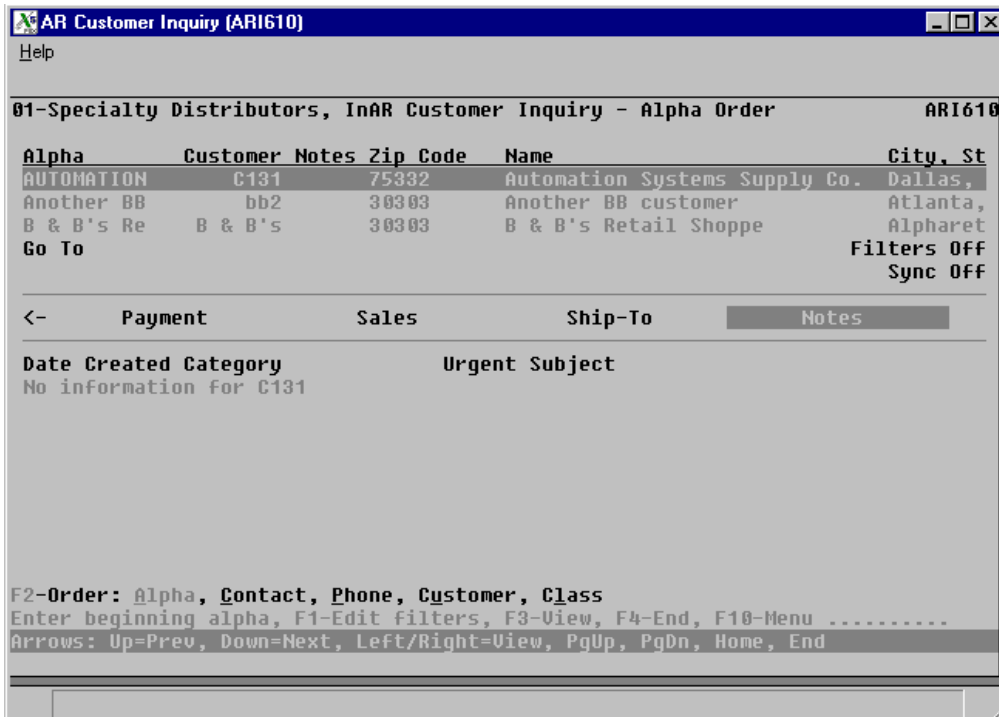 AR Customer Inquiry (ARI610)
Help
01-Specialty Distributors, InAR Customer Inquiry - Alpha Order ARI610
Alpha Customer Notes Zip Code Name City, St
AUTOMATION C131 75332 Automation Systems Supply Co. Dallas,
Another BB bb2 30303 Another BB customer Atlanta,
B & B's Re B & B's 30303 B & B's Retail Shoppe Alpharet
Go To Filters Off
Sync Off
<- Payment Sales Ship-To Notes
Date Created Category Urgent Subject
No information for C131
F2-Order: Alpha, Contact, Phone, Customer, Class
Enter beginning alpha, F1-Edit filters, F3-View, F4-End, F10-Menu ..........
Arrows: Up=Prev, Down=Next, Left/Right=View, PgUp, PgDn, Home, End